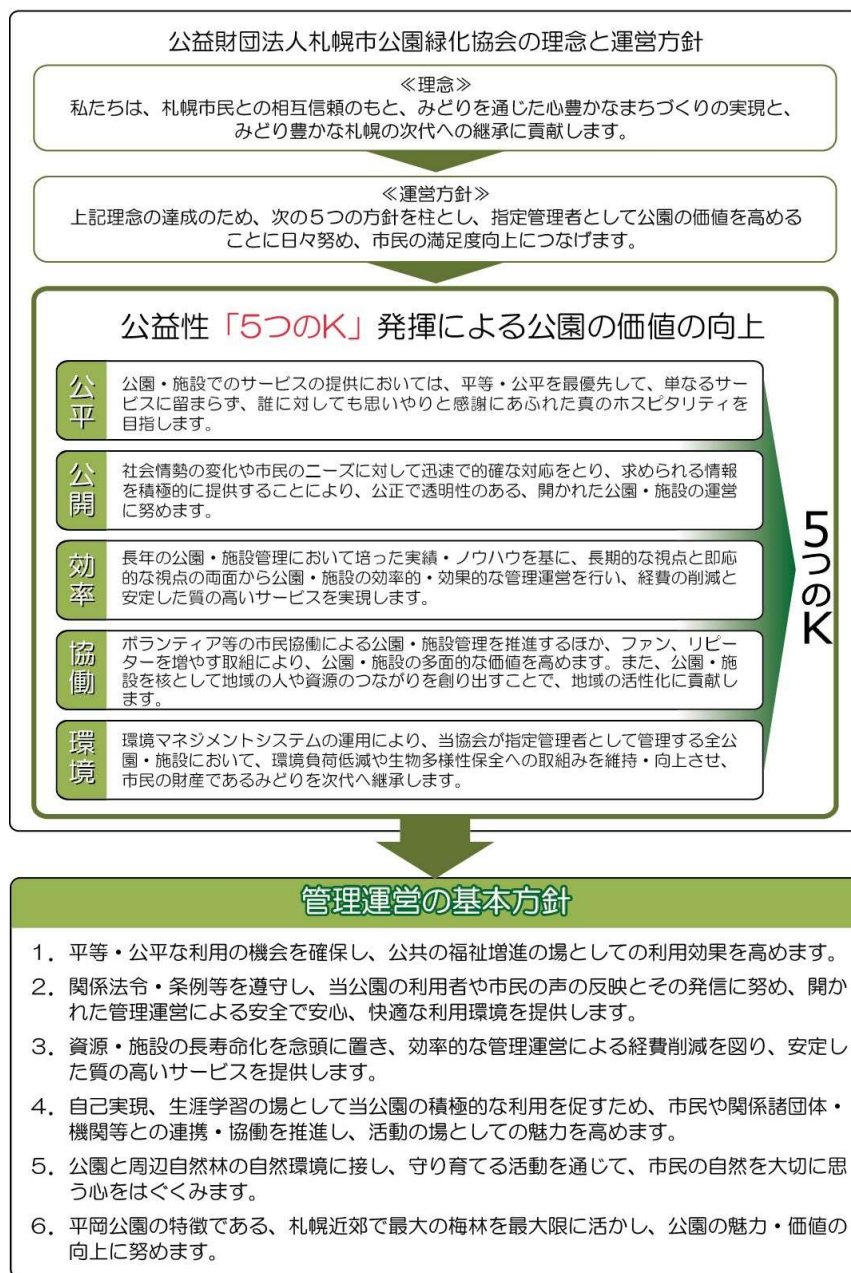 公益財団法人札幌市公園緑化協会の理念と運営方針
≪理念≫
私たちは、札幌市民との相互信頼のもと、みどりを通じた心豊かなまちづくりの実現と、
みどり豊かな札幌の次代への継承に貢献します。
≪運営方針≫
上記理念の達成のため、次の５つの方針を柱とし、指定管理者として公園の価値を高める
ことに日々努め、市民の満足度向上につなげます。
公益性「５つのK」発揮による公園の価値の向上
公平
公園・施設でのサービスの提供においては、平等・公平を最優先して、単なるサー
ビスに留まらず、誰に対しても思いやりと感謝にあふれた真のホスピタリティを
目指します。
公開
社会情勢の変化や市民のニーズに対して迅速で的確な対応をとり、求められる情報
を積極的に提供することにより、公正で透明性のある、開かれた公園・施設の運営
に努めます。
効率
長年の公園・施設管理において培った実績・ノウハウを基に、長期的な視点と即応
的な視点の両面から公園・施設の効率的・効果的な管理運営を行い、経費の削減と
安定した質の高いサービスを実現します。
協働
ボランティア等の市民協働による公園・施設管理を推進するほか、ファン、リピー
ターを増やす取組により、公園・施設の多面的な価値を高めます。また、公園・施
設を核として地域の人や資源のつながりを創り出すことで、地域の活性化に貢献し
ます。
環境
環境マネジメントシステムの運用により、当協会が指定管理者として管理する全公
園・施設において、環境負荷低減や生物多様性保全への取組みを維持・向上させ、
市民の財産であるみどりを次代へ継承します。
５つのK
管理運営の基本方針
１．平等・公平な利用の機会を確保し、公共の福祉増進の場としての利用効果を高めます。
２．関係法令・条例等を遵守し、当公園の利用者や市民の声の反映とその発信に努め、開か
れた管理運営による安全で安心、快適な利用環境を提供します。
３．資源・施設の長寿命化を念頭に置き、効率的な管理運営による経費削減を図り、安定し
た質の高いサービスを提供します。
４．自己実現、生涯学習の場として当公園の積極的な利用を促すため、市民や関係諸団体・
機関等との連携・協働を推進し、活動の場としての魅力を高めます。
５．公園と周辺自然林の自然環境に接し、守り育てる活動を通じて、市民の自然を大切に思
う心をはぐくみます。
６．平岡公園の特徴である、札幌近郊で最大の梅林を最大限に活かし、公園の魅力・価値の
向上に努めます。